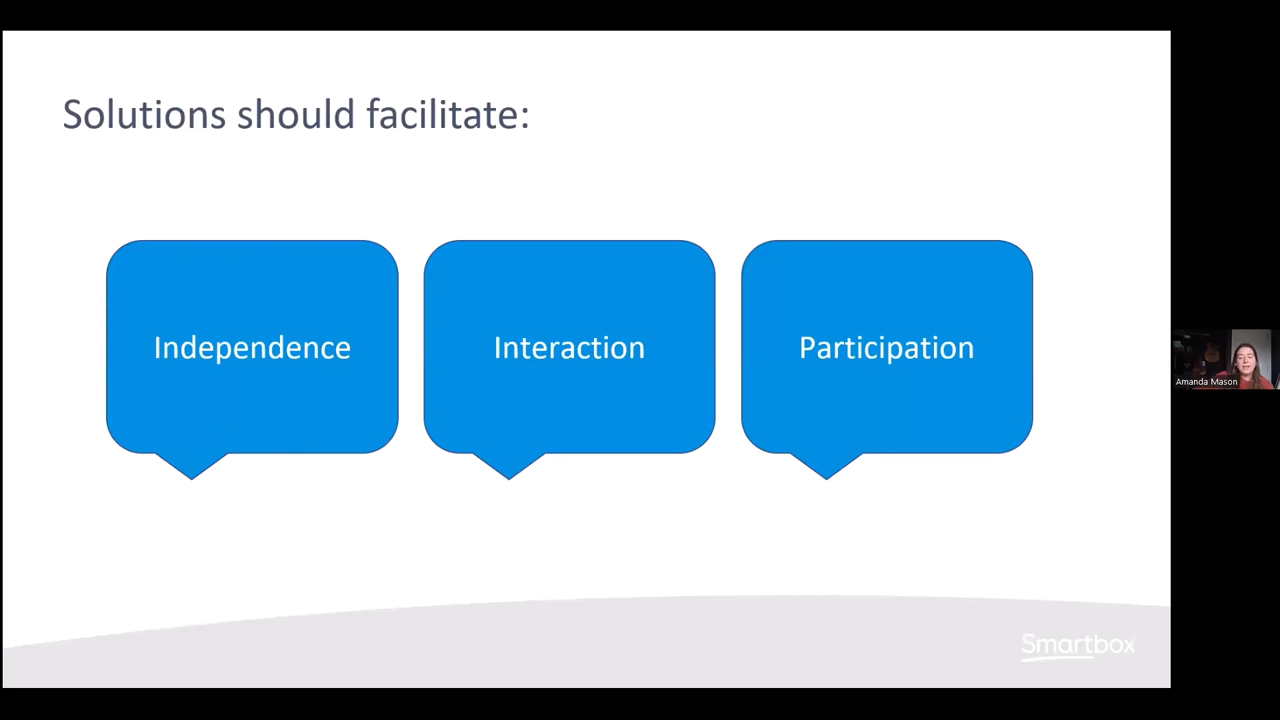 Solutions should facilitate:
Independence
Interaction
Participation
Amanda Mason
Smartbox